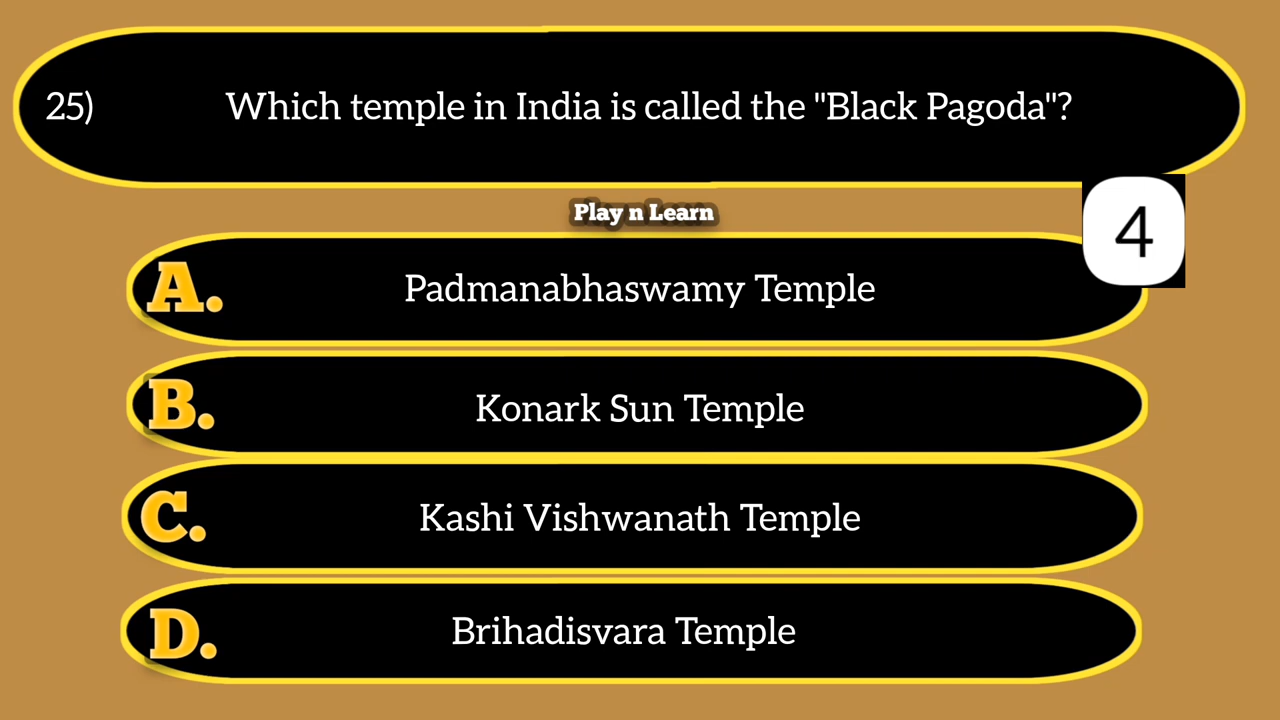 25) Which temple in India is called the "Black Pagoda"?
Play n Learn
4
A. Padmanabhaswamy Temple
B. Konark Sun Temple
C. Kashi Vishwanath Temple
D. Brihadisvara Temple